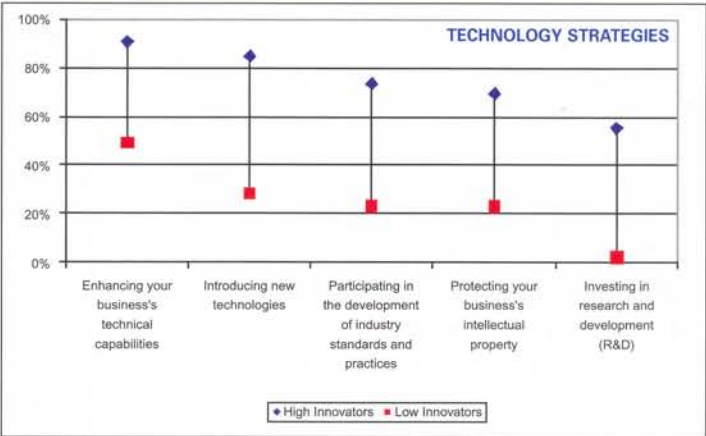 TECHNOLOGY STRATEGIES
100%
80%
60%
40%
20%
0%
Enhancing your
business's
technical
capabilities
Introducing new
technologies
Participating in
the development
of industry
standards and
practices
Protecting your
business's
intellectual
property
Investing in
research and
development
(R&D)
High Innovators
Low Innovators